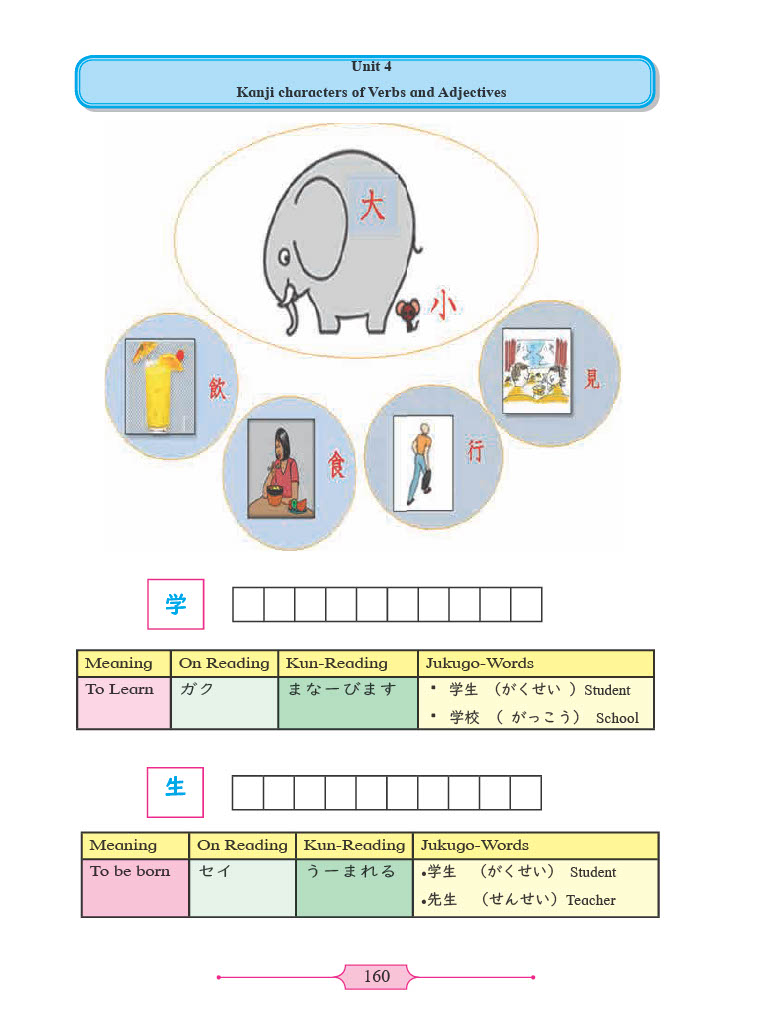 Unit 4
Kanji characters of Verbs and Adjectives
大
小
飲
見
食
行
学
Meaning On Reading Kun-Reading Jukugo-Words
To Learn ガク まなーびます • 学生 （がくせい ）Student
• 学校 （ がっこう） School
生
Meaning On Reading Kun-Reading Jukugo-Words
To be born セイ うーまれる •学生 （がくせい） Student
•先生 （せんせい）Teacher
160